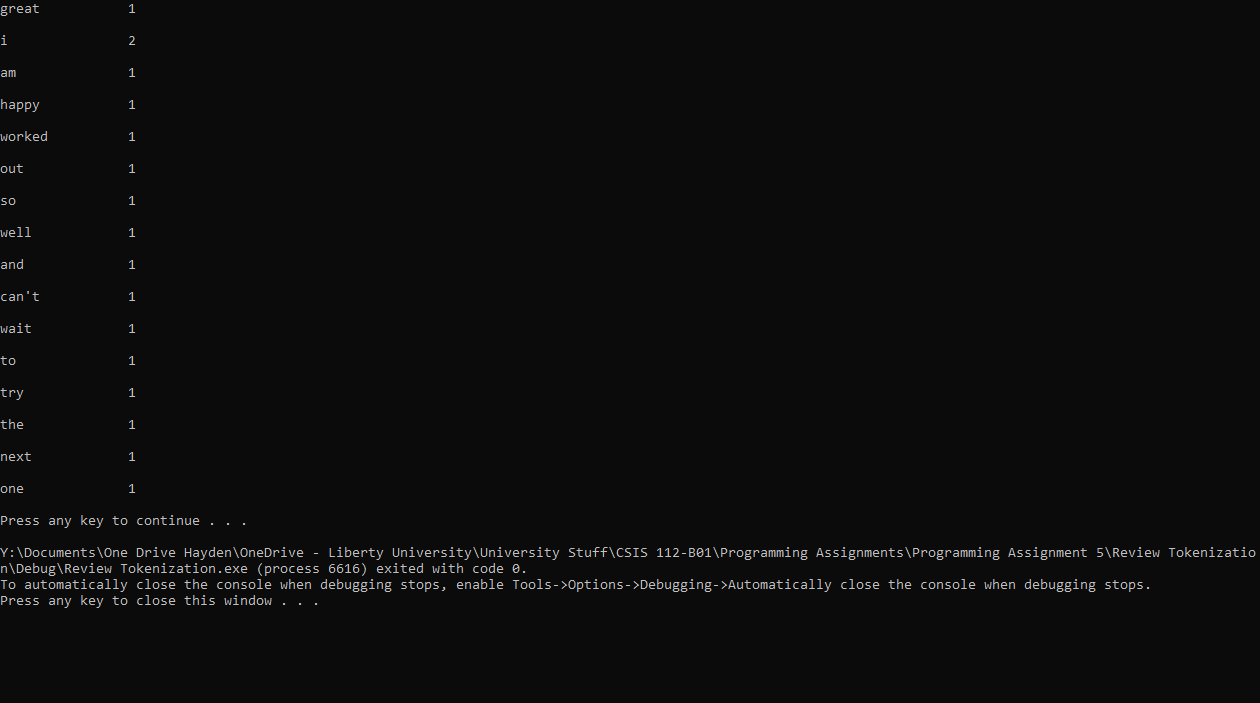 great 1
i 2
am 1
happy 1
worked 1
out 1
so 1
well 1
and 1
can't 1
wait 1
to 1
try 1
the 1
next 1
one 1
Press any key to continue . . .
Y:\Documents\One Drive Hayden\OneDrive - Liberty University\University Stuff\CSIS 112-B01\Programming Assignments\Programming Assignment 5\Review Tokenizatio
n\Debug\Review Tokenization.exe (process 6616) exited with code 0.
To automatically close the console when debugging stops, enable Tools->Options->Debugging->Automatically close the console when debugging stops.
Press any key to close this window . . .